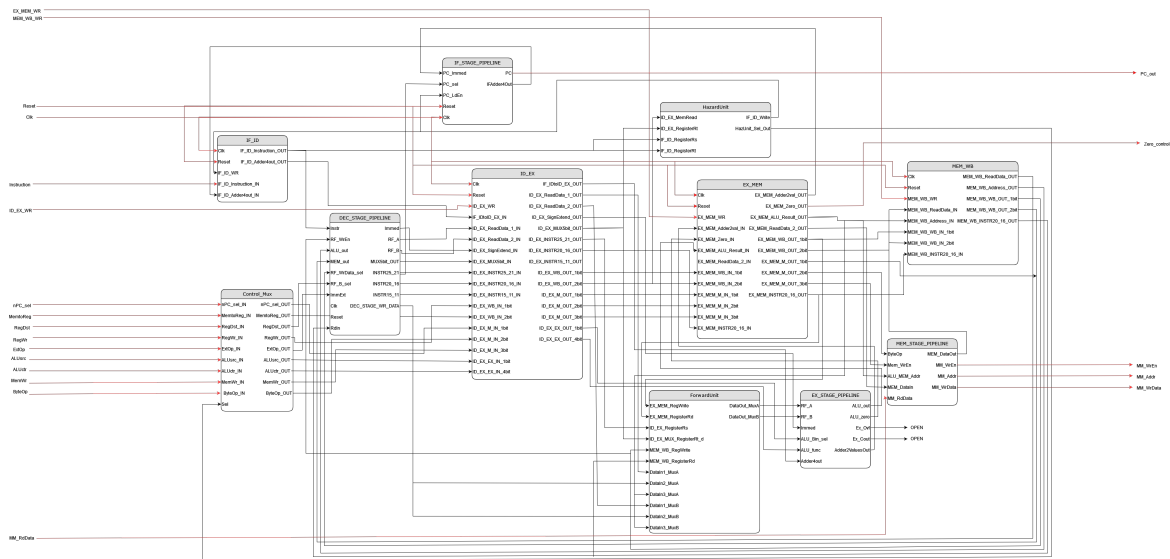 EX_MEM_WR
MEM_WB_WR
Reset
Clk
Instruction
ID_EX_WR
nPC_sel
MemtoReg
RegDst
RegWr
ExtOp
ALUsrc
ALUctr
MemWr
ByteOp
MM_RdData
IF_STAGE_PIPELINE
PC_Immed
PC_sel
PC_LdEn
Reset
Clk
PC
IFAdder4Out
IF_ID
Clk
Reset
IF_ID_WR
IF_ID_Instruction_IN
IF_ID_Adder4out_IN
IF_ID_Instruction_OUT
IF_ID_Adder4out_OUT
HazardUnit
ID_EX_MemRead
ID_EX_RegisterRt
IF_ID_RegisterRs
IF_ID_RegisterRt
IF_ID_Write
HazUnit_Sel_Out
DEC_STAGE_PIPELINE
Instr
RF_WrEn
ALU_out
MEM_out
RF_WrData_sel
RF_B_sel
ImmExt
Clk
Reset
RdIn
Immed
RF_A
RF_B
MUX5bit_OUT
INSTR25_21
INSTR20_16
INSTR15_11
DEC_STAGE_WR_DATA
Control_Mux
nPC_sel_IN
MemtoReg_IN
RegDst_IN
RegWr_IN
ExtOp_IN
ALUsrc_IN
ALUctr_IN
MemWr_IN
ByteOp_IN
Sel
nPC_sel_OUT
MemtoReg_OUT
RegDst_OUT
RegWr_OUT
ExtOp_OUT
ALUsrc_OUT
ALUctr_OUT
MemWr_OUT
ByteOp_OUT
ID_EX
Clk
Reset
ID_EX_WR
IF_IDtoID_EX_IN
ID_EX_ReadData_1_IN
ID_EX_ReadData_2_IN
ID_EX_SignExtend_IN
ID_EX_MUX5bit_IN
ID_EX_INSTR25_21_IN
ID_EX_INSTR20_16_IN
ID_EX_INSTR15_11_IN
ID_EX_WB_IN_1bit
ID_EX_WB_IN_2bit
ID_EX_M_IN_1bit
ID_EX_M_IN_2bit
ID_EX_M_IN_3bit
ID_EX_EX_IN_1bit
ID_EX_EX_IN_4bit
IF_IDtoID_EX_OUT
ID_EX_ReadData_1_OUT
ID_EX_ReadData_2_OUT
ID_EX_SignExtend_OUT
ID_EX_MUX5bit_OUT
ID_EX_INSTR25_21_OUT
ID_EX_INSTR20_16_OUT
ID_EX_INSTR15_11_OUT
ID_EX_WB_OUT_1bit
ID_EX_WB_OUT_2bit
ID_EX_M_OUT_1bit
ID_EX_M_OUT_2bit
ID_EX_M_OUT_3bit
ID_EX_EX_OUT_1bit
ID_EX_EX_OUT_4bit
EX_MEM
Clk
Reset
EX_MEM_WR
EX_MEM_Adder2val_IN
EX_MEM_Zero_IN
EX_MEM_ALU_Result_IN
EX_MEM_ReadData_2_IN
EX_MEM_WB_IN_1bit
EX_MEM_WB_IN_2bit
EX_MEM_M_IN_1bit
EX_MEM_M_IN_2bit
EX_MEM_M_IN_3bit
EX_MEM_INSTR20_16_IN
EX_MEM_Adder2val_OUT
EX_MEM_Zero_OUT
EX_MEM_ALU_Result_OUT
EX_MEM_ReadData_2_OUT
EX_MEM_WB_OUT_1bit
EX_MEM_WB_OUT_2bit
EX_MEM_M_OUT_1bit
EX_MEM_M_OUT_2bit
EX_MEM_M_OUT_3bit
EX_MEM_INSTR20_16_OUT
MEM_WB
Clk
Reset
MEM_WB_WR
MEM_WB_ReadData_IN
MEM_WB_Address_IN
MEM_WB_WB_IN_1bit
MEM_WB_WB_IN_2bit
MEM_WB_INSTR20_16_IN
MEM_WB_ReadData_OUT
MEM_WB_Address_OUT
MEM_WB_WB_OUT_1bit
MEM_WB_WB_OUT_2bit
MEM_WB_INSTR20_16_OUT
MEM_STAGE_PIPELINE
ByteOp
Mem_WrEn
ALU_MEM_Addr
MEM_DataIn
MM_RdData
MEM_DataOut
MM_WrEn
MM_Addr
MM_WrData
ForwardUnit
EX_MEM_RegWrite
EX_MEM_RegisterRd
ID_EX_RegisterRs
ID_EX_MUX_RegisterRt_d
MEM_WB_RegWrite
MEM_WB_RegisterRd
DataIn1_MuxA
DataIn2_MuxA
DataIn3_MuxA
DataIn1_MuxB
DataIn2_MuxB
DataIn3_MuxB
DataOut_MuxA
DataOut_MuxB
EX_STAGE_PIPELINE
RF_A
RF_B
Immed
ALU_Bin_sel
ALU_func
Adder4out
ALU_out
ALU_zero
Ex_Ovf
Ex_Cout
Adder2ValuesOut
OPEN
OPEN
PC_out
Zero_control
MM_WrEn
MM_Addr
MM_WrData